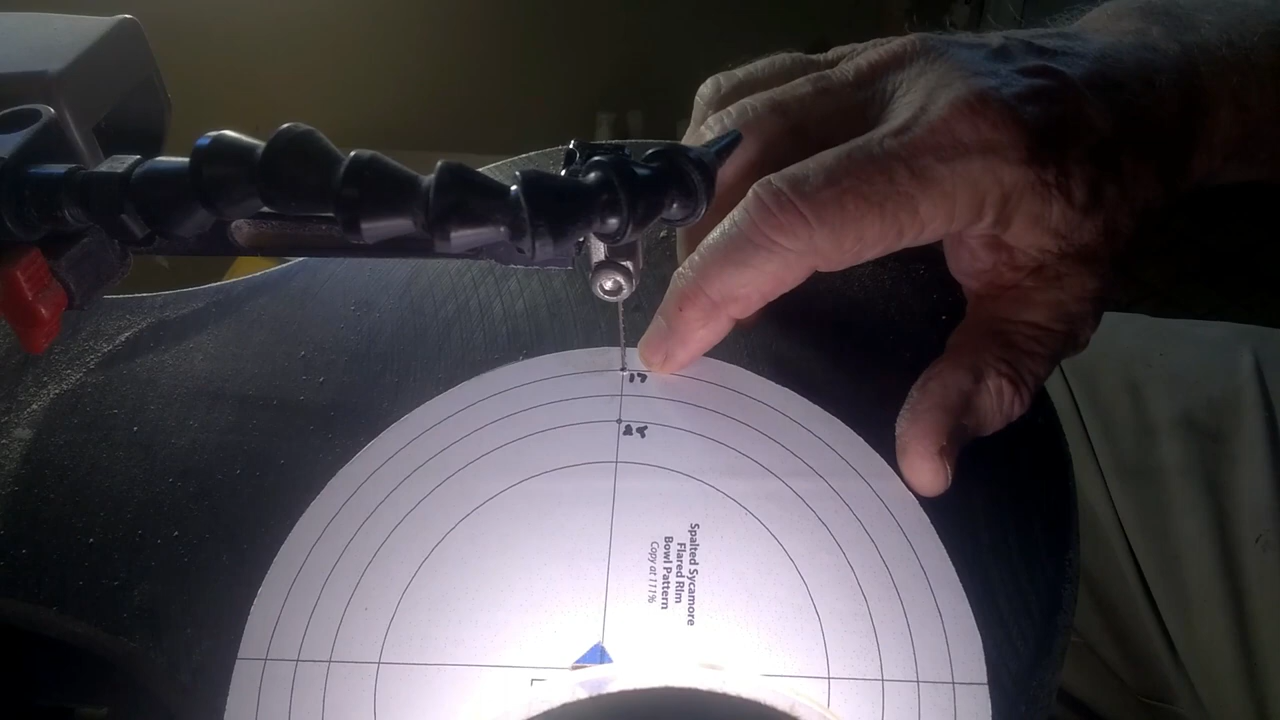 Spalted Sycamore
Flared Rim
Bowl Pattern
Copy at 111%